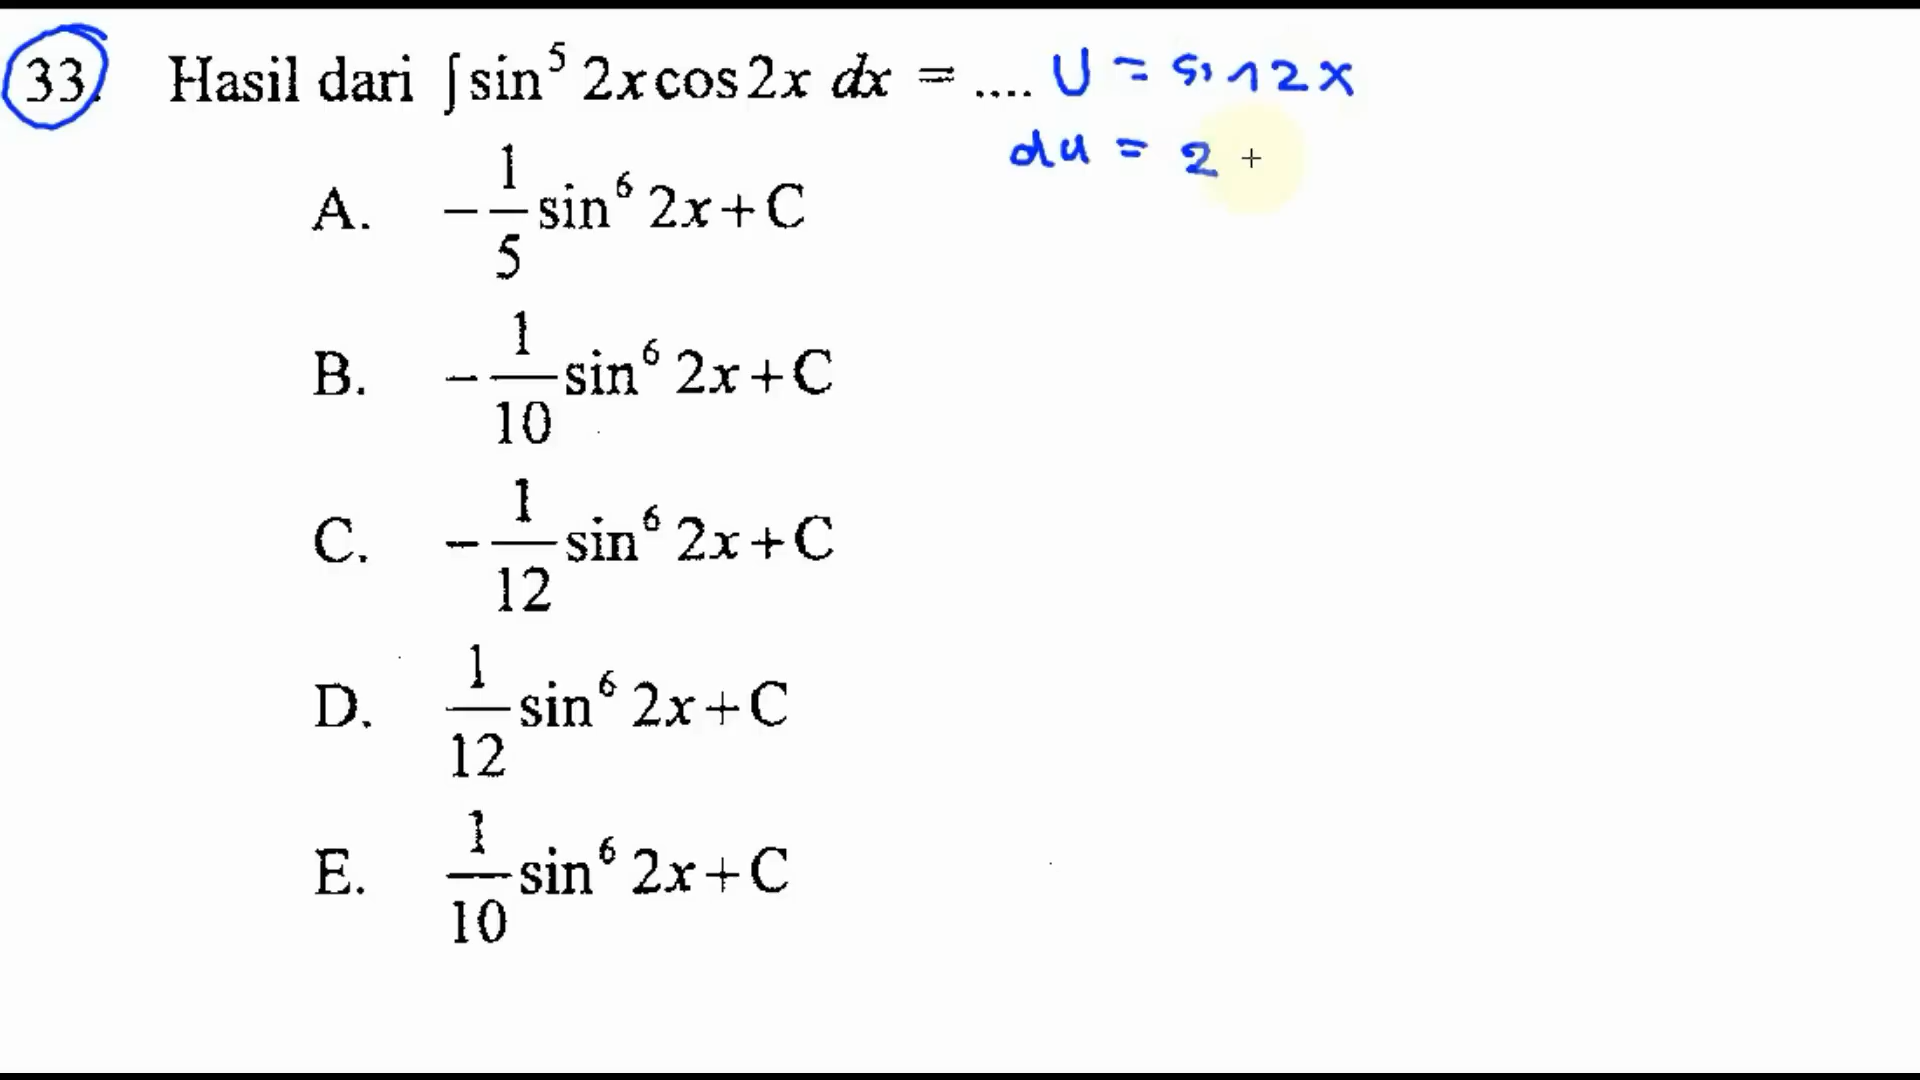 33. Hasil dari ∫sin⁵ 2x cos 2x dx = .... U = sin 2x
du = 2
A. −1/5 sin⁶ 2x + C
B. −1/10 sin⁶ 2x + C
C. −1/12 sin⁶ 2x + C
D. 1/12 sin⁶ 2x + C
E. 1/10 sin⁶ 2x + C